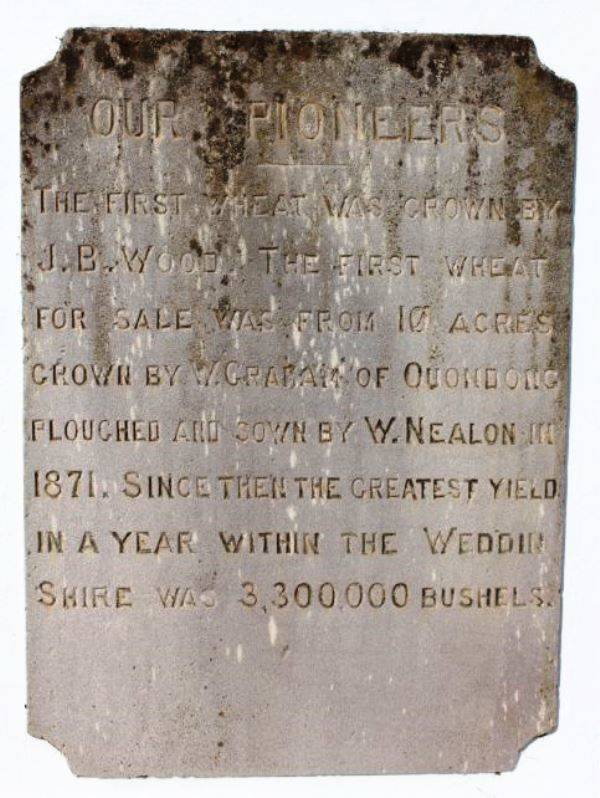 OUR PIONEERS
THE FIRST WHEAT WAS GROWN BY
J. B. WOOD. THE FIRST WHEAT
FOR SALE WAS FROM 10 ACRES
GROWN BY W. GRAHAM OF QUONDONG
PLOUGHED AND SOWN BY W. NEALON IN
1871. SINCE THEN THE GREATEST YIELD
IN A YEAR WITHIN THE WEDDIN
SHIRE WAS 3,300,000 BUSHELS.